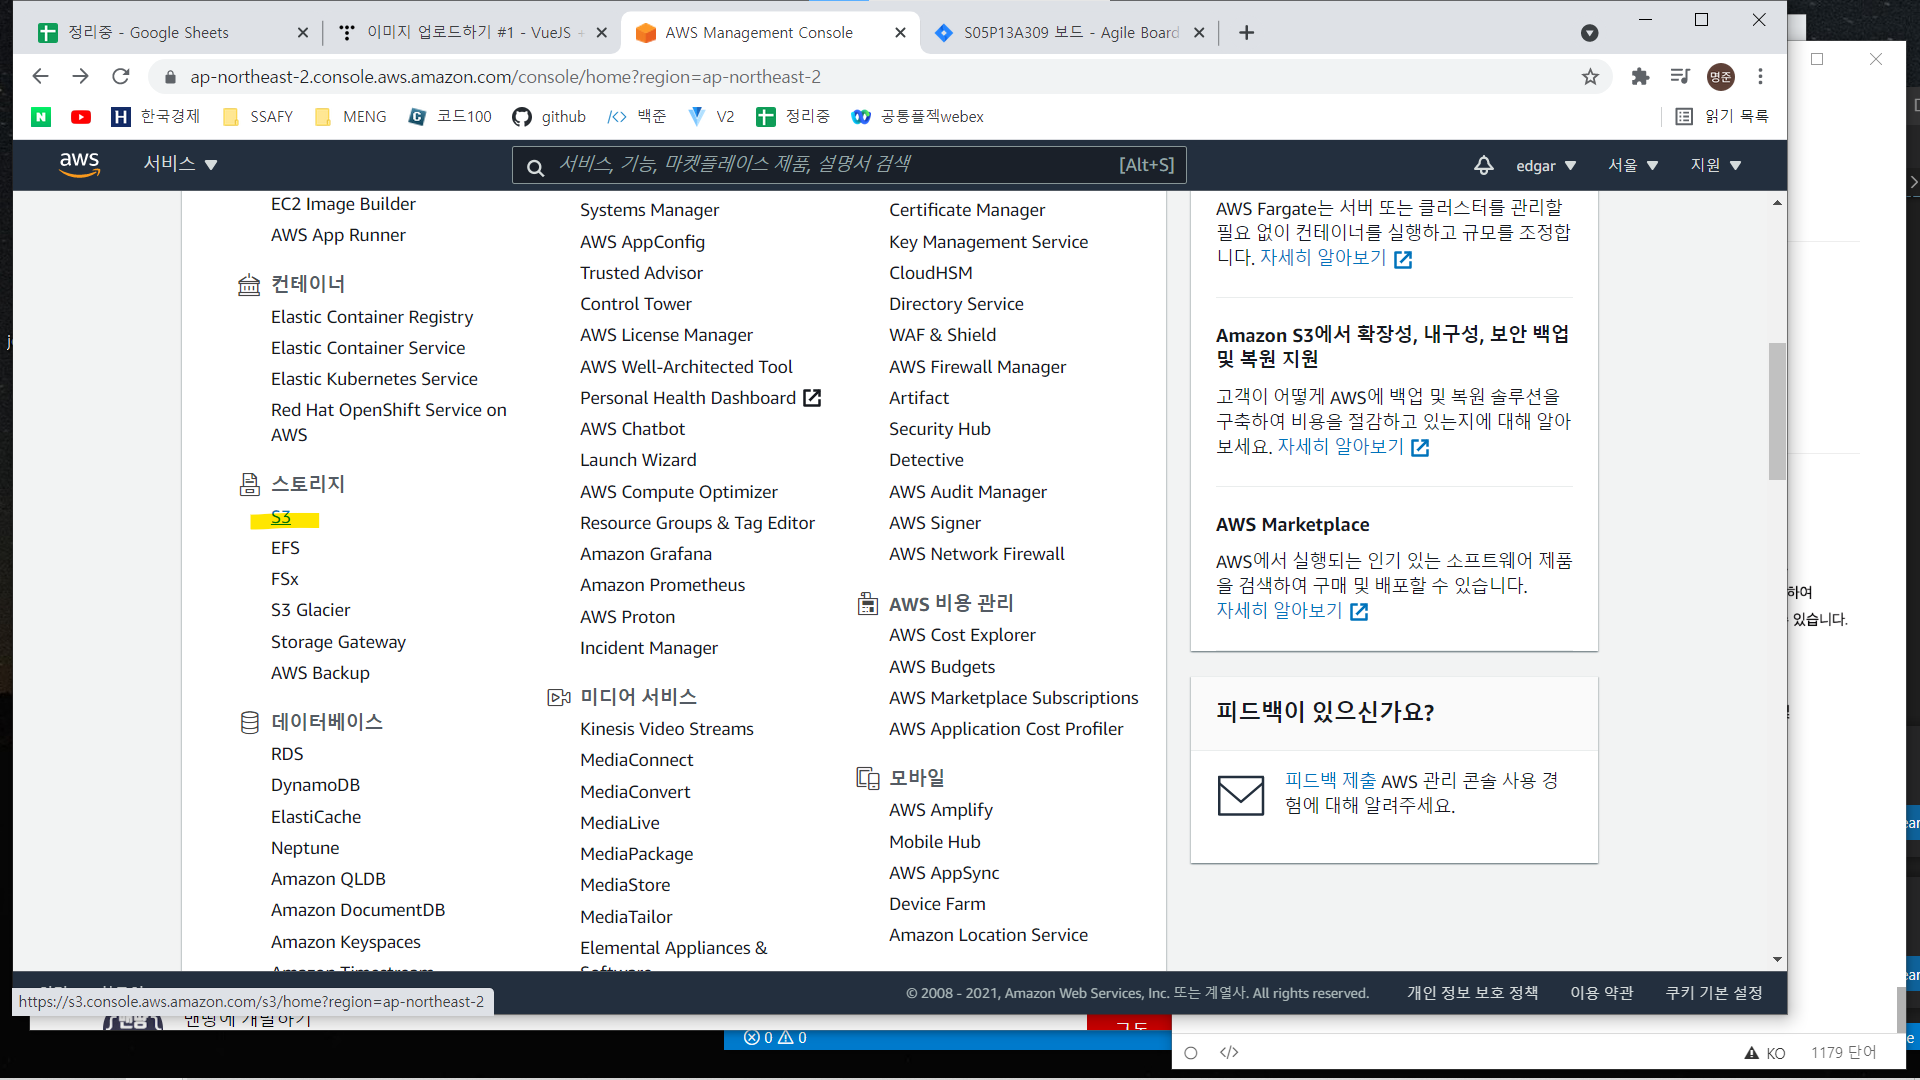 정리중 - Google Sheets
이미지 업로드하기 #1 - VueJS
AWS Management Console
S05P13A309 보드 - Agile Board
ap-northeast-2.console.aws.amazon.com/console/home?region=ap-northeast-2
명준
N
H 한국경제
SSAFY
MENG
코드100
github
</> 백준
V2
정리중
공통플젝webex
읽기 목록
aws
서비스
서비스, 기능, 마켓플레이스 제품, 설명서 검색
[Alt+S]
edgar
서울
지원
EC2 Image Builder
AWS App Runner
컨테이너
Elastic Container Registry
Elastic Container Service
Elastic Kubernetes Service
Red Hat OpenShift Service on
AWS
스토리지
S3
EFS
FSx
S3 Glacier
Storage Gateway
AWS Backup
데이터베이스
RDS
DynamoDB
ElastiCache
Neptune
Amazon QLDB
Amazon DocumentDB
Amazon Keyspaces
Amazon Timestream
Systems Manager
AWS AppConfig
Trusted Advisor
Control Tower
AWS License Manager
AWS Well-Architected Tool
Personal Health Dashboard
AWS Chatbot
Launch Wizard
AWS Compute Optimizer
Resource Groups & Tag Editor
Amazon Grafana
Amazon Prometheus
AWS Proton
Incident Manager
미디어 서비스
Kinesis Video Streams
MediaConnect
MediaConvert
MediaLive
MediaPackage
MediaStore
MediaTailor
Elemental Appliances &
Software
Certificate Manager
Key Management Service
CloudHSM
Directory Service
WAF & Shield
AWS Firewall Manager
Artifact
Security Hub
Detective
AWS Audit Manager
AWS Signer
AWS Network Firewall
AWS 비용 관리
AWS Cost Explorer
AWS Budgets
AWS Marketplace Subscriptions
AWS Application Cost Profiler
모바일
AWS Amplify
Mobile Hub
AWS AppSync
Device Farm
Amazon Location Service
AWS Fargate는 서버 또는 클러스터를 관리할
필요 없이 컨테이너를 실행하고 규모를 조정합
니다. 자세히 알아보기
Amazon S3에서 확장성, 내구성, 보안 백업
및 복원 지원
고객이 어떻게 AWS에 백업 및 복원 솔루션을
구축하여 비용을 절감하고 있는지에 대해 알아
보세요. 자세히 알아보기
AWS Marketplace
AWS에서 실행되는 인기 있는 소프트웨어 제품
을 검색하여 구매 및 배포할 수 있습니다.
자세히 알아보기
피드백이 있으신가요?
피드백 제출 AWS 관리 콘솔 사용 경
험에 대해 알려주세요.
하여
있습니다.
© 2008 - 2021, Amazon Web Services, Inc. 또는 계열사. All rights reserved.
개인 정보 보호 정책
이용 약관
쿠키 기본 설정
https://s3.console.aws.amazon.com/s3/home?region=ap-northeast-2
맨땅에 개발하기
구독
0
0
</>
KO
1179 단어